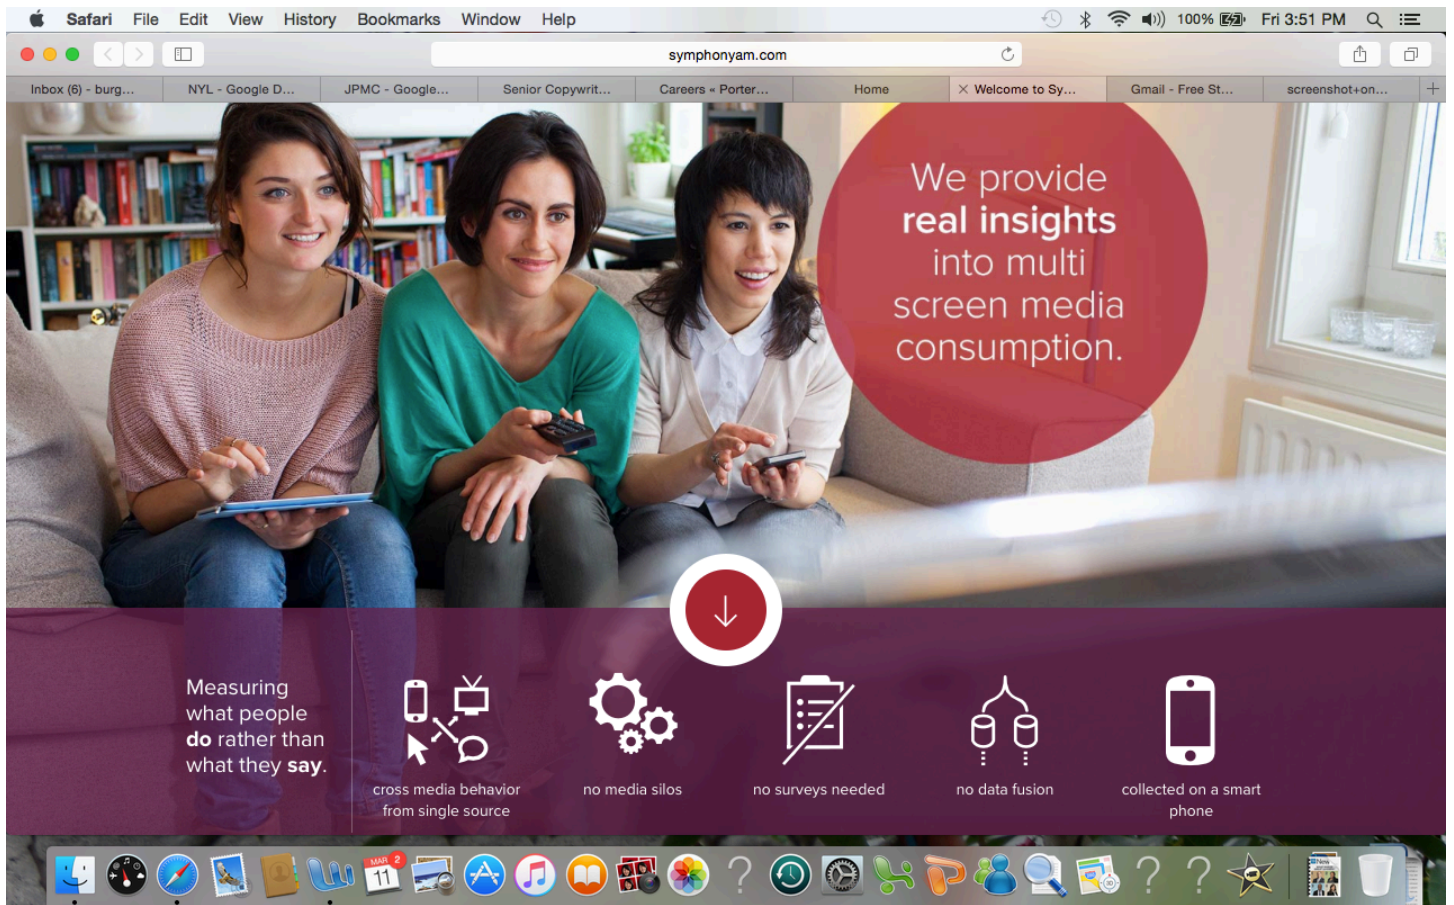 Safari File Edit View History Bookmarks Window Help 100% Fri 3:51 PM
symphonyam.com
Inbox (6) - burg... NYL - Google D... JPMC - Google... Senior Copywrit... Careers « Porter... Home Welcome to Sy... Gmail - Free St... screenshot+on...
We provide
real insights
into multi
screen media
consumption.
Measuring
what people
do rather than
what they say.
cross media behavior
from single source
no media silos
no surveys needed
no data fusion
collected on a smart
phone
MAR 2
11